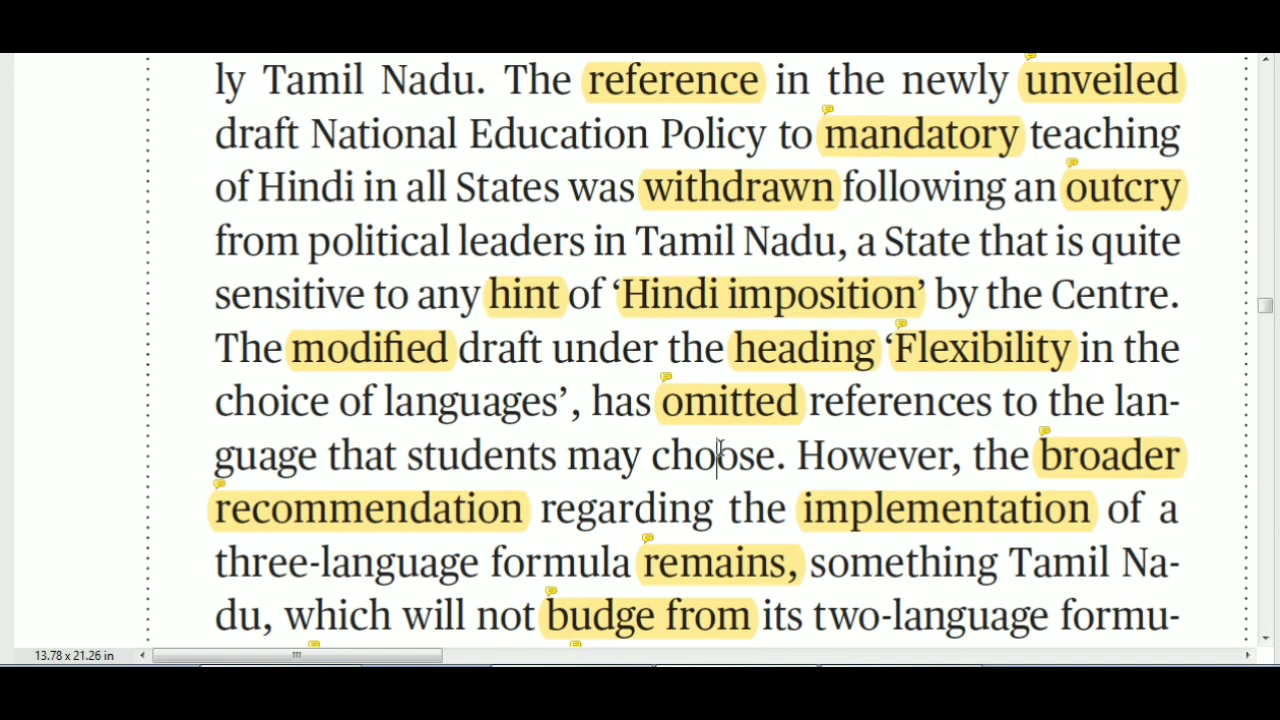 ly Tamil Nadu. The reference in the newly unveiled
draft National Education Policy to mandatory teaching
of Hindi in all States was withdrawn following an outcry
from political leaders in Tamil Nadu, a State that is quite
sensitive to any hint of ‘Hindi imposition’ by the Centre.
The modified draft under the heading ‘Flexibility in the
choice of languages’, has omitted references to the lan-
guage that students may choose. However, the broader
recommendation regarding the implementation of a
three-language formula remains, something Tamil Na-
du, which will not budge from its two-language formu-
13.78 x 21.26 in